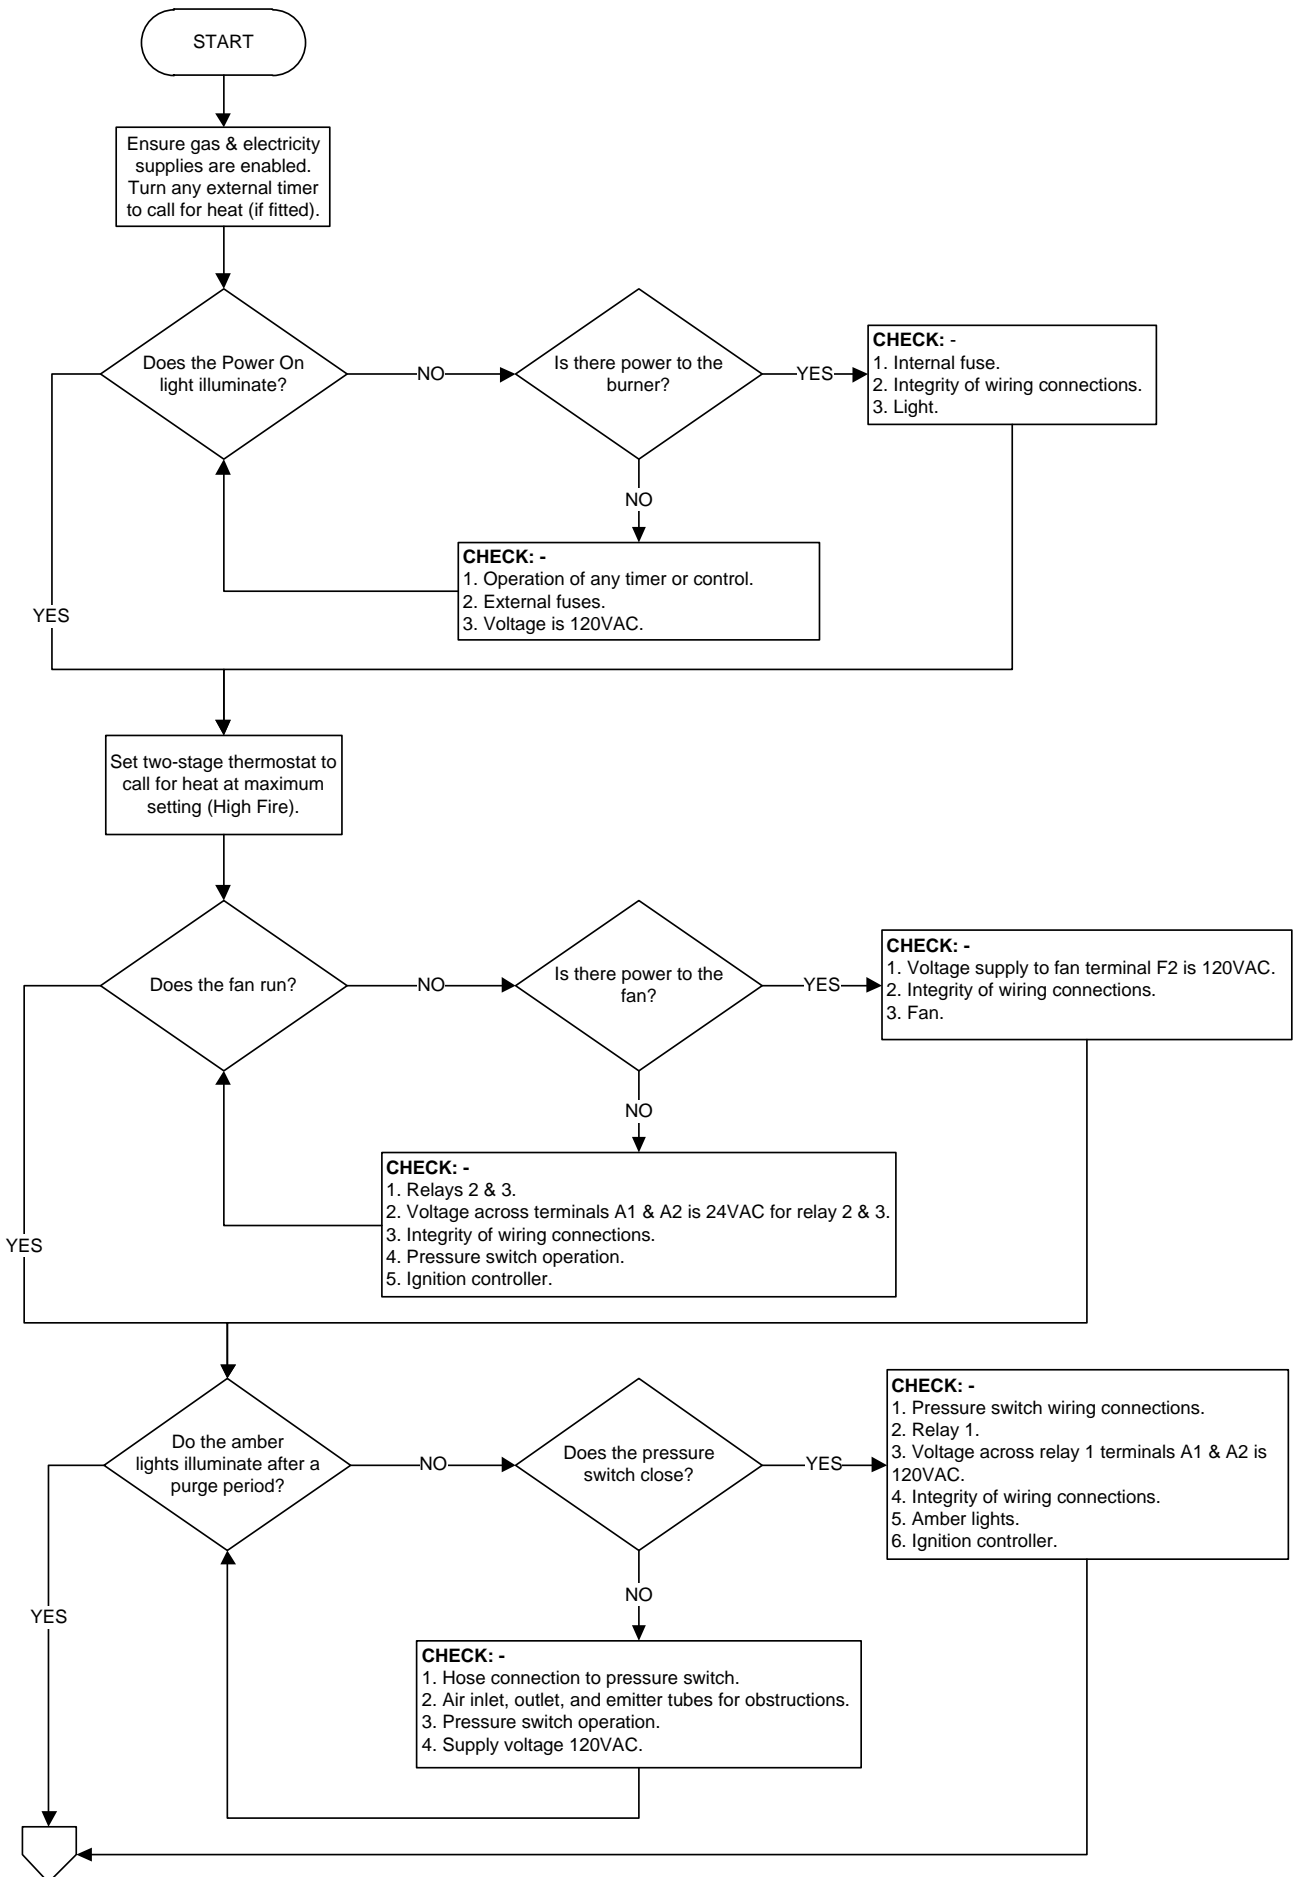 START
Ensure gas & electricity
supplies are enabled.
Turn any external timer
to call for heat (if fitted).
Does the Power On
light illuminate?
NO
Is there power to the
burner?
YES
CHECK: -
1. Internal fuse.
2. Integrity of wiring connections.
3. Light.
NO
CHECK: -
1. Operation of any timer or control.
2. External fuses.
3. Voltage is 120VAC.
YES
Set two-stage thermostat to
call for heat at maximum
setting (High Fire).
Does the fan run?
NO
Is there power to the
fan?
YES
CHECK: -
1. Voltage supply to fan terminal F2 is 120VAC.
2. Integrity of wiring connections.
3. Fan.
NO
CHECK: -
1. Relays 2 & 3.
2. Voltage across terminals A1 & A2 is 24VAC for relay 2 & 3.
3. Integrity of wiring connections.
4. Pressure switch operation.
5. Ignition controller.
YES
Do the amber
lights illuminate after a
purge period?
NO
Does the pressure
switch close?
YES
CHECK: -
1. Pressure switch wiring connections.
2. Relay 1.
3. Voltage across relay 1 terminals A1 & A2 is
120VAC.
4. Integrity of wiring connections.
5. Amber lights.
6. Ignition controller.
NO
YES
CHECK: -
1. Hose connection to pressure switch.
2. Air inlet, outlet, and emitter tubes for obstructions.
3. Pressure switch operation.
4. Supply voltage 120VAC.